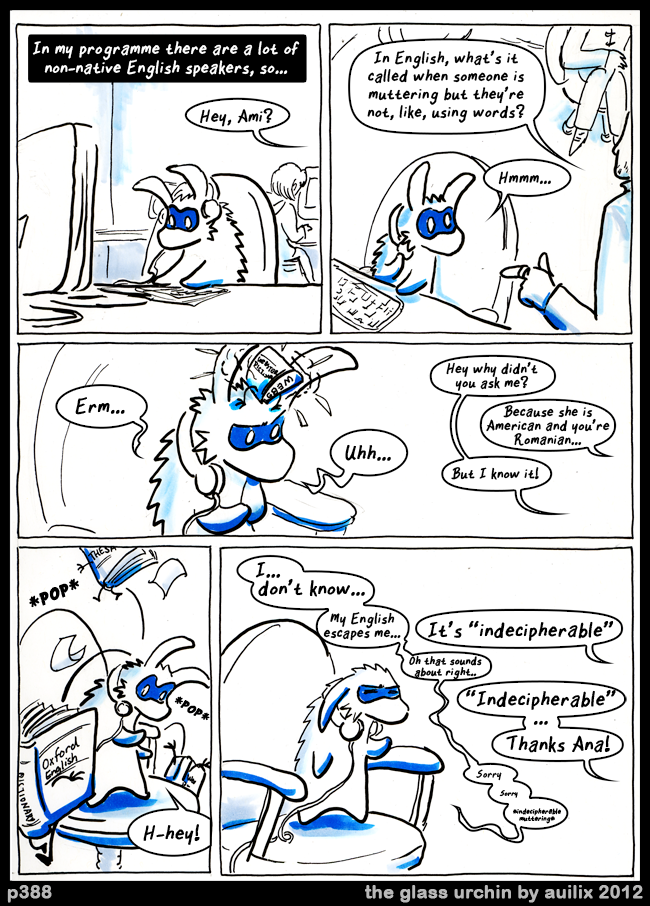 In my programme there are a lot of
non-native English speakers, so...
Hey, Ami?
In English, what's it
called when someone is
muttering but they're
not, like, using words?
Hmmm...
Erm...
Uhh...
Hey why didn't
you ask me?
Because she is
American and you're
Romanian...
But I know it!
THESA
*POP*
*POP*
Oxford
English
DICTIONARY
H-hey!
I...
don't know...
My English
escapes me...
Oh that sounds
about right..
It's "indecipherable"
"Indecipherable"
...
Thanks Ana!
Sorry
Sorry
*indecipherable
muttering*
p388
the glass urchin by auilix 2012